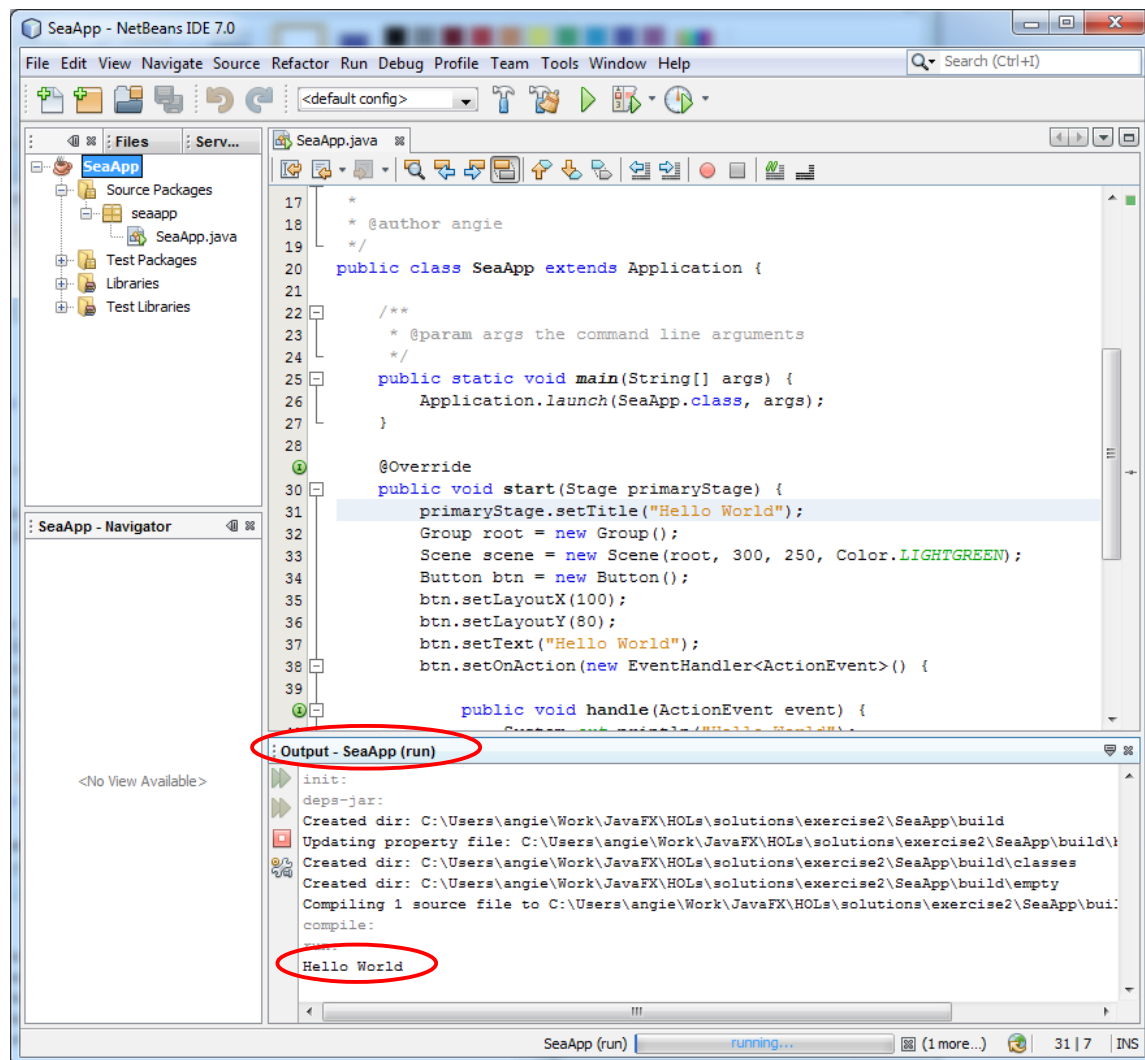 SeaApp - NetBeans IDE 7.0
File Edit View Navigate Source Refactor Run Debug Profile Team Tools Window Help
Search (Ctrl+I)
<default config>
Files
Serv...
SeaApp.java
SeaApp
Source Packages
seaapp
SeaApp.java
Test Packages
Libraries
Test Libraries
17 *
18 * @author angie
19 */
20 public class SeaApp extends Application {
21
22 /**
23 * @param args the command line arguments
24 */
25 public static void main(String[] args) {
26 Application.launch(SeaApp.class, args);
27 }
28
@Override
30 public void start(Stage primaryStage) {
31 primaryStage.setTitle("Hello World");
32 Group root = new Group();
33 Scene scene = new Scene(root, 300, 250, Color.LIGHTGREEN);
34 Button btn = new Button();
35 btn.setLayoutX(100);
36 btn.setLayoutY(80);
37 btn.setText("Hello World");
38 btn.setOnAction(new EventHandler<ActionEvent>() {
39
public void handle(ActionEvent event) {
System.out.println("Hello World");
SeaApp - Navigator
<No View Available>
Output - SeaApp (run)
init:
deps-jar:
Created dir: C:\Users\angie\Work\JavaFX\HOLs\solutions\exercise2\SeaApp\build
Updating property file: C:\Users\angie\Work\JavaFX\HOLs\solutions\exercise2\SeaApp\build\
Created dir: C:\Users\angie\Work\JavaFX\HOLs\solutions\exercise2\SeaApp\build\classes
Created dir: C:\Users\angie\Work\JavaFX\HOLs\solutions\exercise2\SeaApp\build\empty
Compiling 1 source file to C:\Users\angie\Work\JavaFX\HOLs\solutions\exercise2\SeaApp\buil
compile:
run:
Hello World
SeaApp (run)
running...
(1 more...)
31 | 7
INS